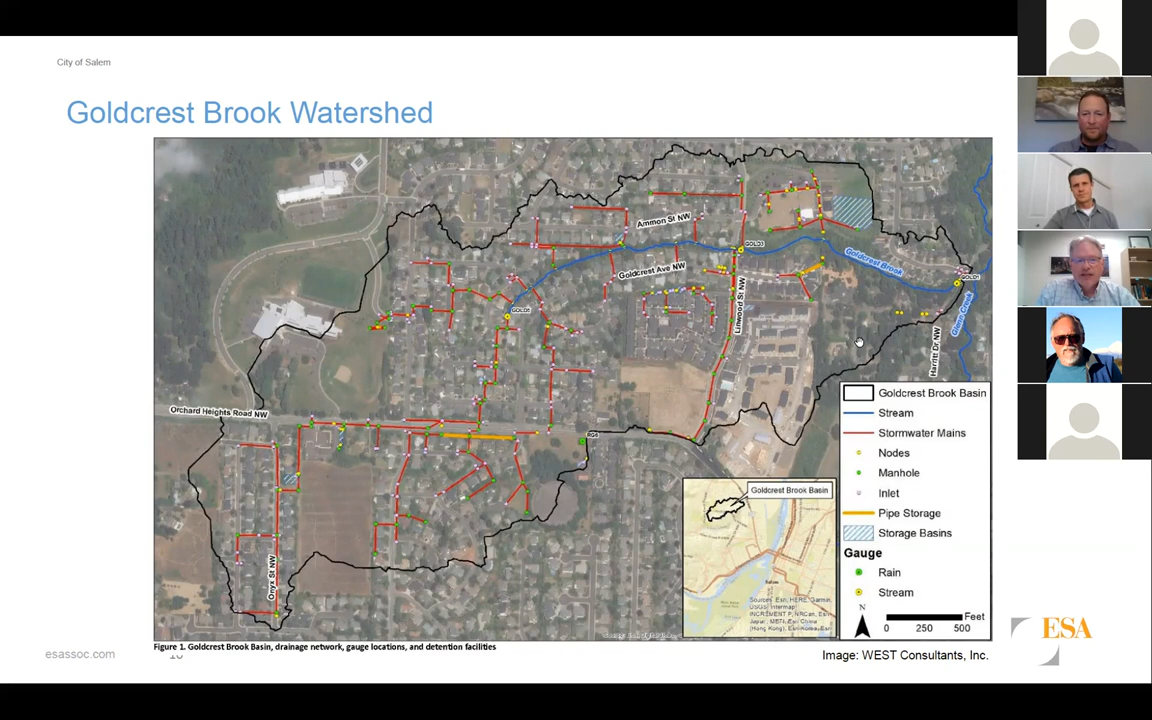 City of Salem
Goldcrest Brook Watershed
Ammon St NW
GOLD3
Goldcrest Ave NW
Goldcrest Brook
GOLD1
Glenn Creek
Linwood St NW
Harritt Dr NW
Orchard Heights Road NW
Onyx St NW
Goldcrest Brook Basin
Salem
Goldcrest Brook Basin
Stream
Stormwater Mains
Nodes
Manhole
Inlet
Pipe Storage
Storage Basins
Gauge
Rain
Stream
N
Feet
0 250 500
Figure 1. Goldcrest Brook Basin, drainage network, gauge locations, and detention facilities
esassoc.com
Image: WEST Consultants, Inc.
ESA